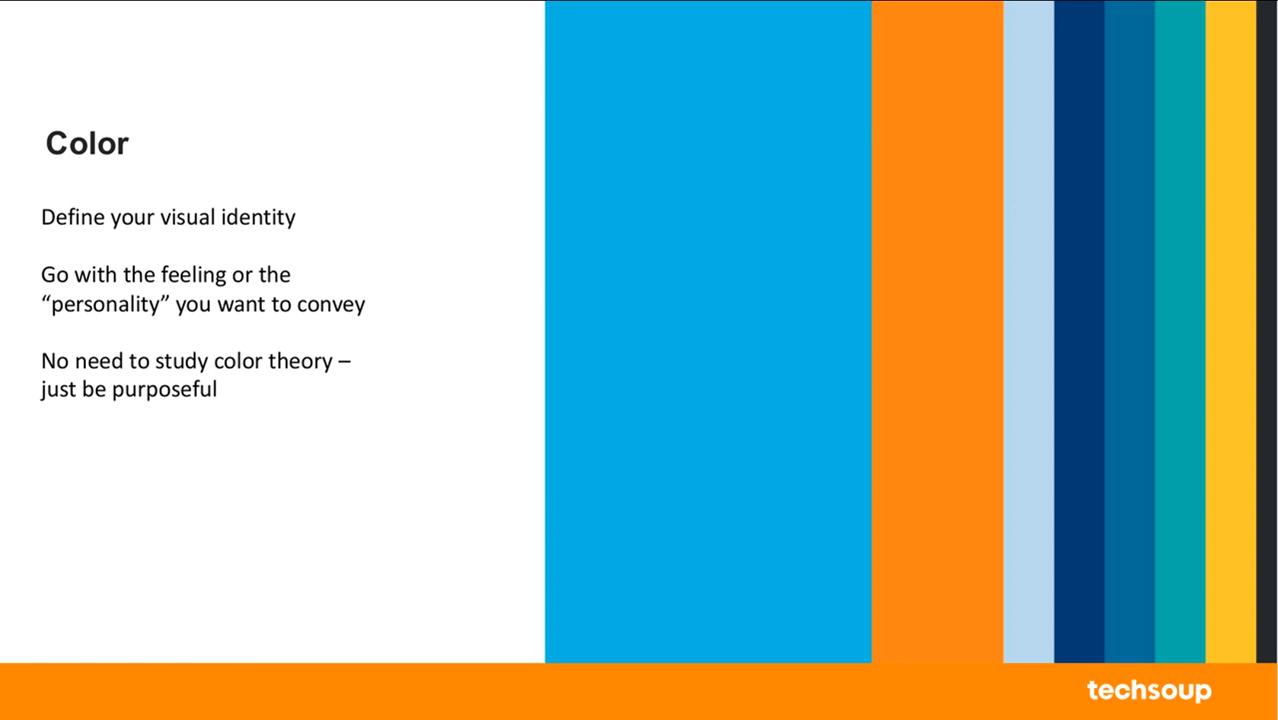 Color
Define your visual identity
Go with the feeling or the
“personality” you want to convey
No need to study color theory –
just be purposeful
techsoup